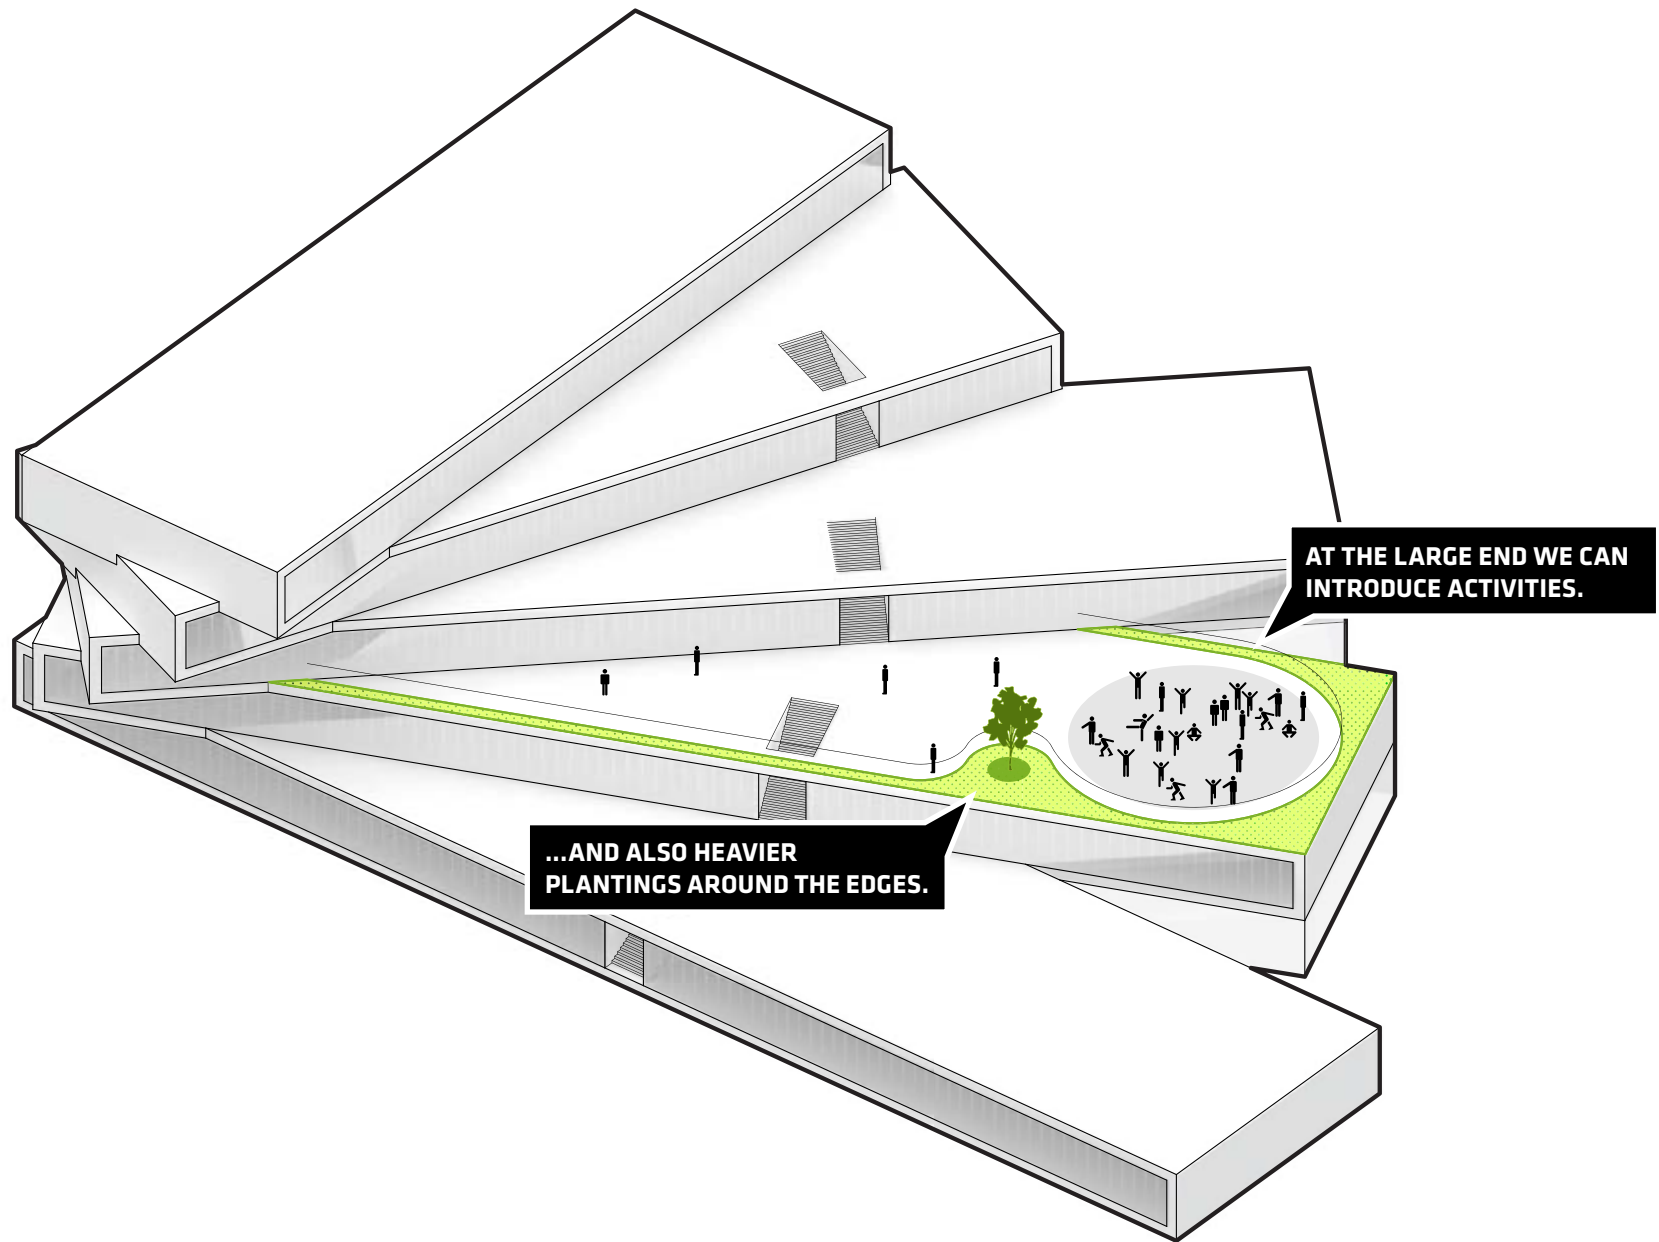 AT THE LARGE END WE CAN
INTRODUCE ACTIVITIES.
...AND ALSO HEAVIER
PLANTINGS AROUND THE EDGES.